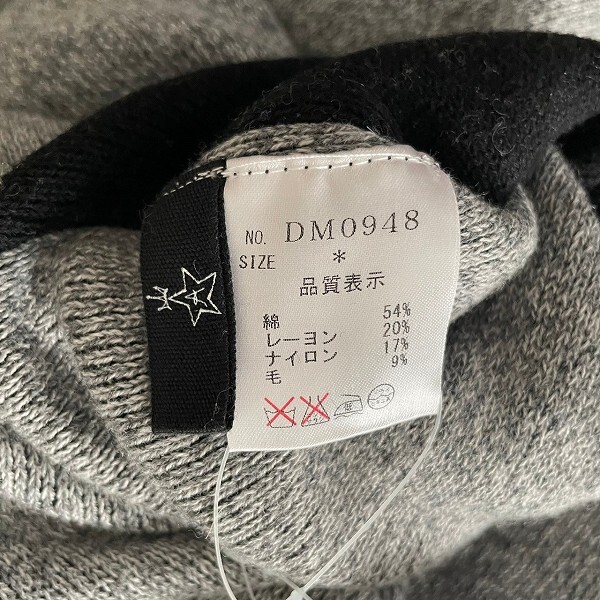 NO. DM0948
SIZE *
品質表示
綿 54%
レーヨン 20%
ナイロン 17%
毛 9%